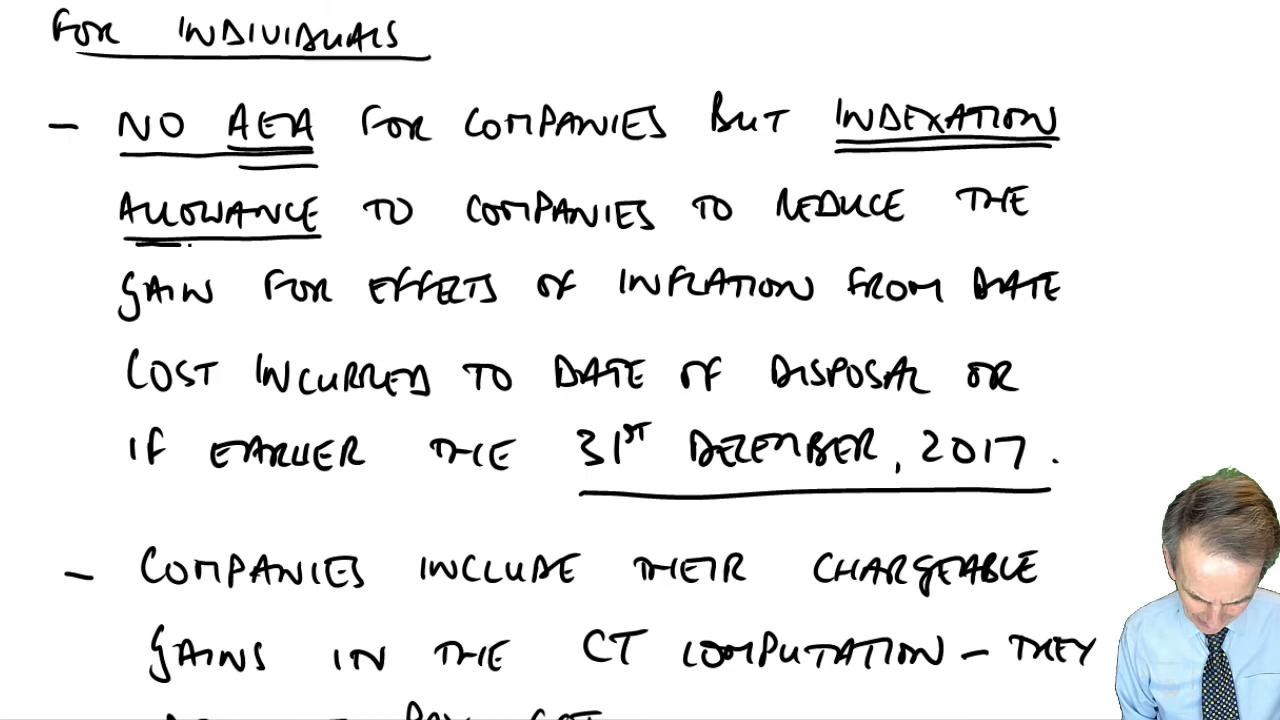 FOR INDIVIDUALS
- NO AEA FOR COMPANIES BUT INDEXATION
ALLOWANCE TO COMPANIES TO REDUCE THE
GAIN FOR EFFECTS OF INFLATION FROM DATE
COST INCURRED TO DATE OF DISPOSAL OR
IF EARLIER THE 31ST DECEMBER, 2017.
- COMPANIES INCLUDE THEIR CHARGEABLE
GAINS IN THE CT COMPUTATION - THEY
PAY